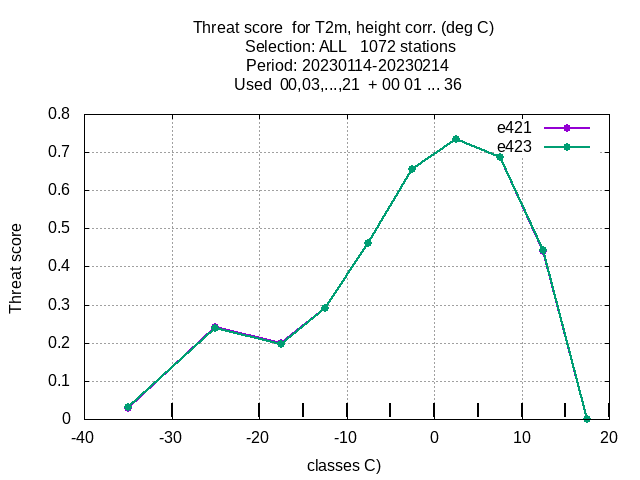 Threat score  for T2m, height corr. (deg C)
Selection: ALL   1072 stations
Period: 20230114-20230214
Used  00,03,...,21  + 00 01 ... 36
e421
e423
0.8
0.7
0.6
0.5
0.4
0.3
0.2
0.1
0
Threat score
-40 -30 -20 -10 0 10 20
classes C)